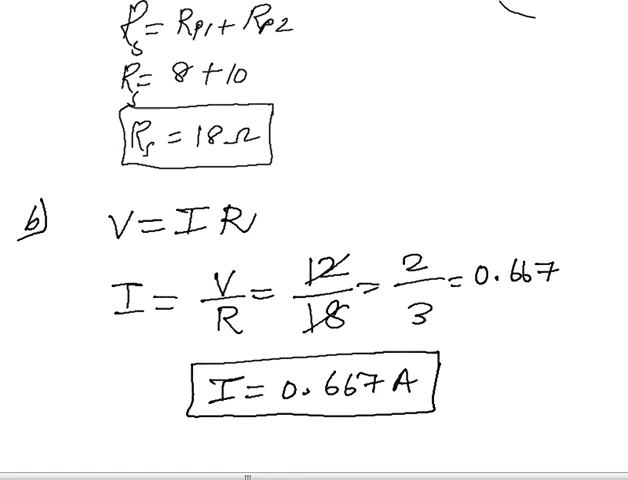 Rs = Rp1 + Rp2
Rs = 8 + 10
Rs = 18 Ω
b) V = I R
I = V/R = 12/18 = 2/3 = 0.667
I = 0.667 A